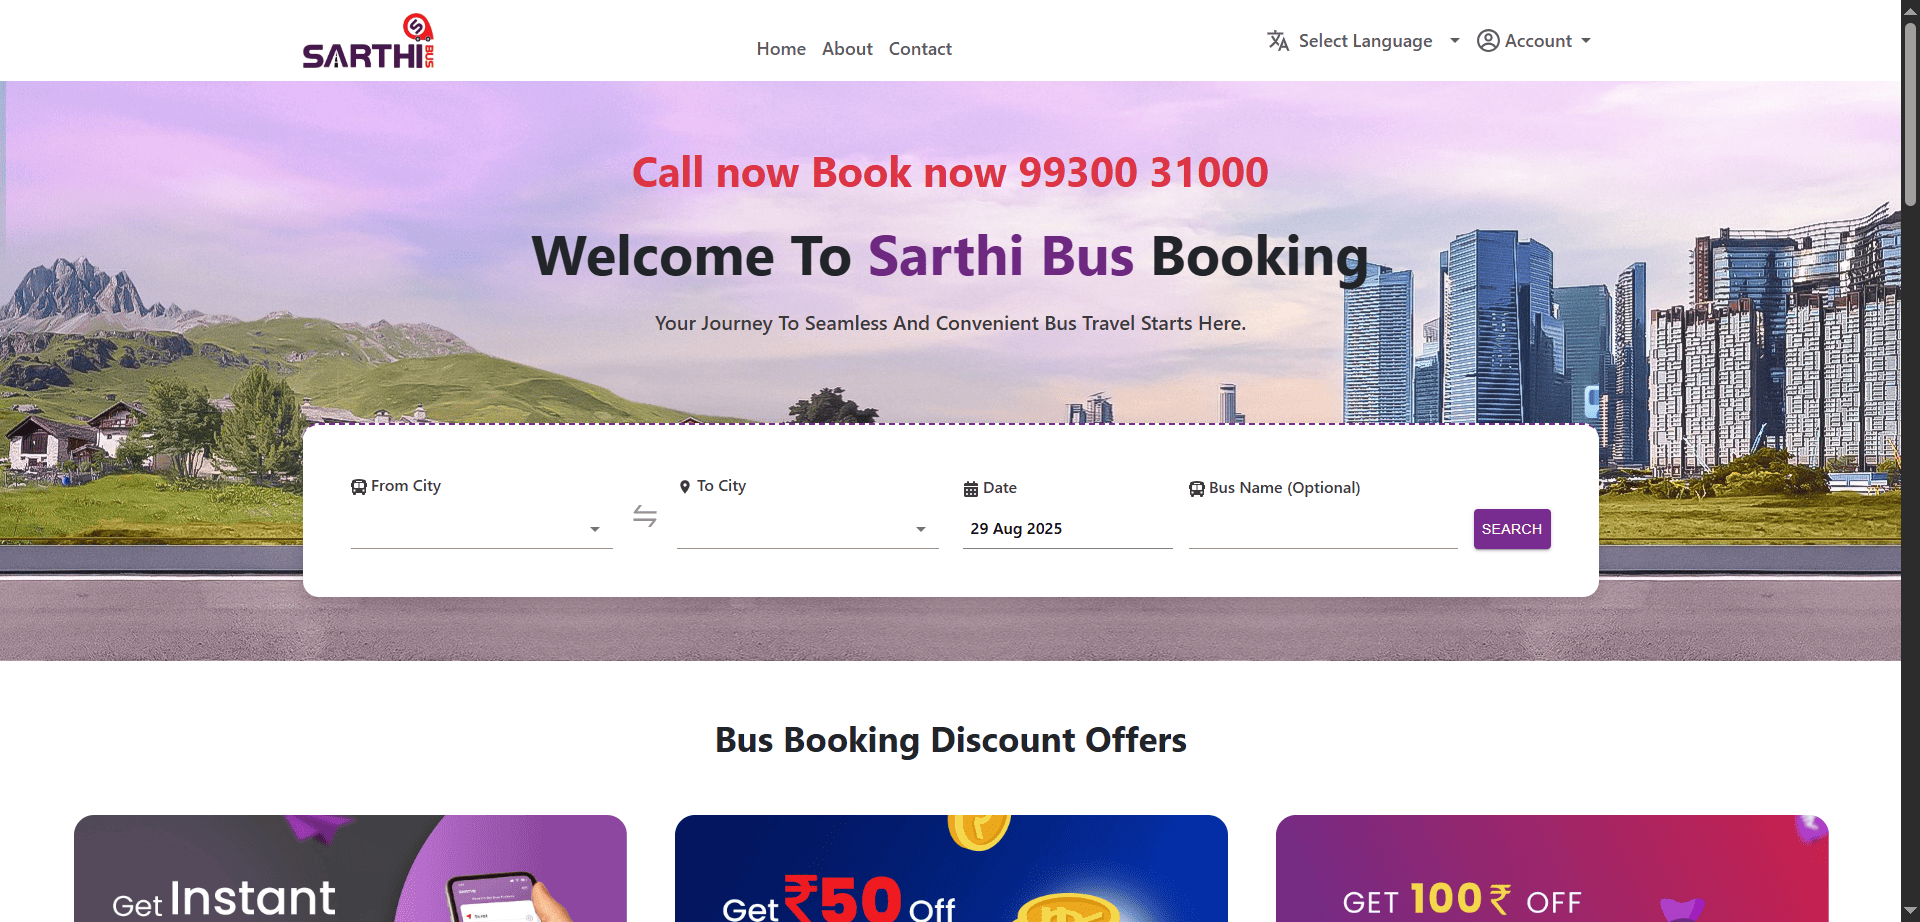 SARTHI BUS
Home About Contact
Select Language
Account
Call now Book now 99300 31000
Welcome To Sarthi Bus Booking
Your Journey To Seamless And Convenient Bus Travel Starts Here.
From City
To City
Date
Bus Name (Optional)
29 Aug 2025
SEARCH
Bus Booking Discount Offers
Get Instant
Get ₹50 Off
GET 100₹ OFF